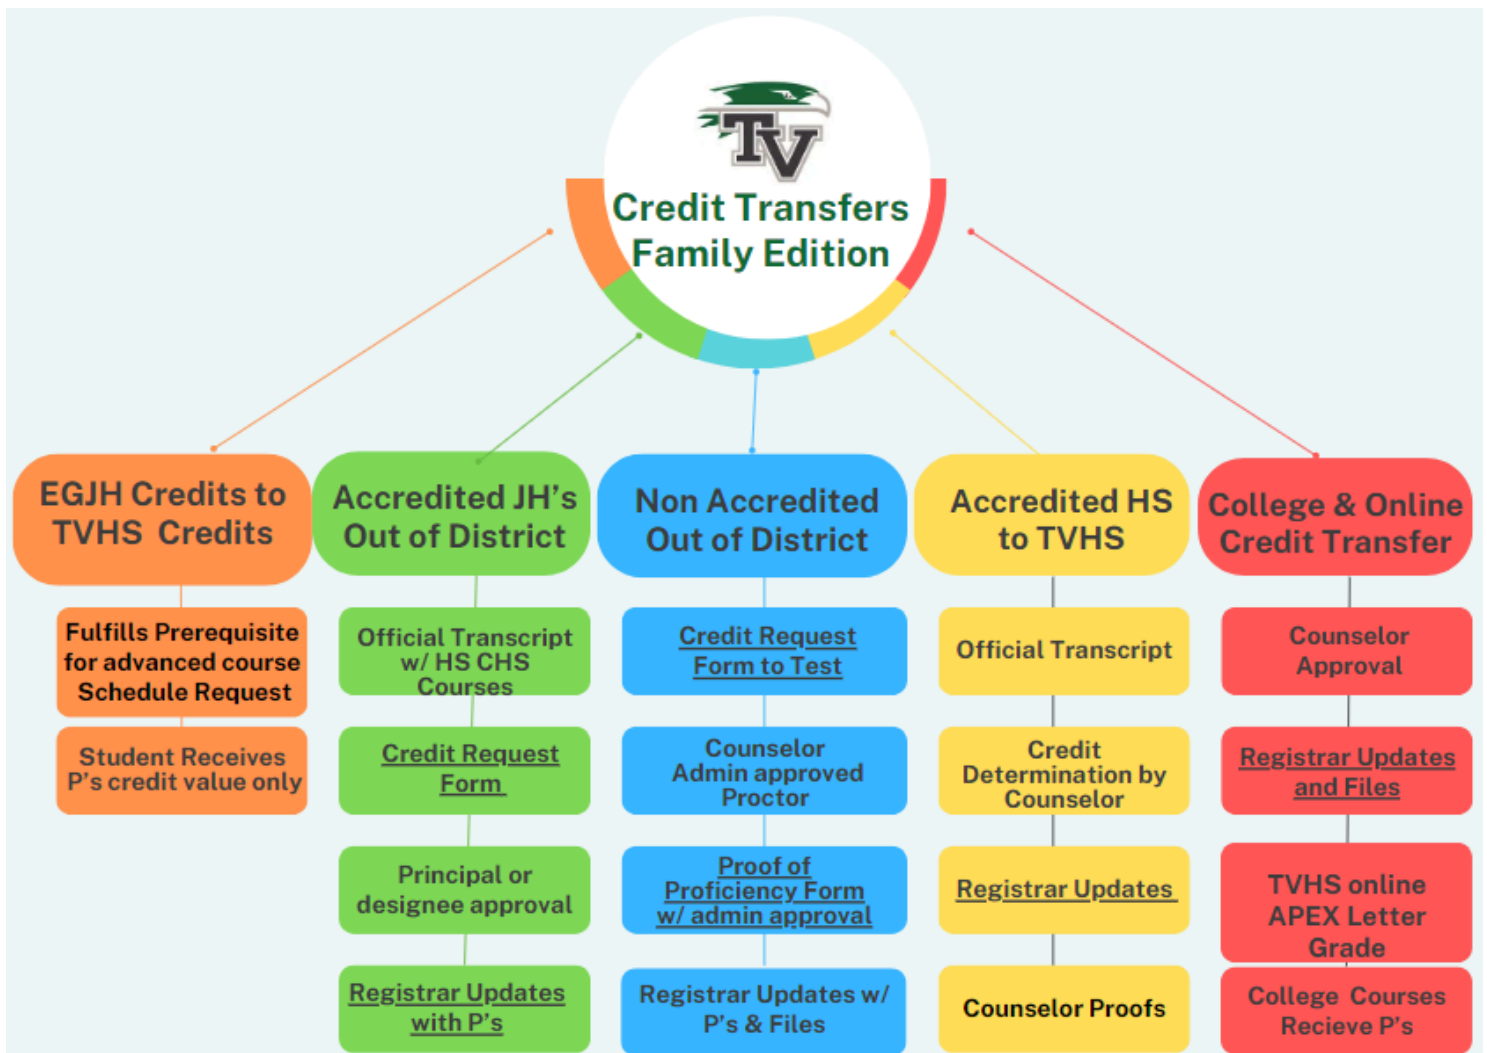 TV
Credit Transfers
Family Edition
EGJH Credits to
TVHS Credits
Fulfills Prerequisite
for advanced course
Schedule Request
Student Receives
P's credit value only
Accredited JH's
Out of District
Official Transcript
w/ HS CHS
Courses
Credit Request
Form
Principal or
designee approval
Registrar Updates
with P's
Non Accredited
Out of District
Credit Request
Form to Test
Counselor
Admin approved
Proctor
Proof of
Proficiency Form
w/ admin approval
Registrar Updates w/
P's & Files
Accredited HS
to TVHS
Official Transcript
Credit
Determination by
Counselor
Registrar Updates
Counselor Proofs
College & Online
Credit Transfer
Counselor
Approval
Registrar Updates
and Files
TVHS online
APEX Letter
Grade
College Courses
Recieve P's